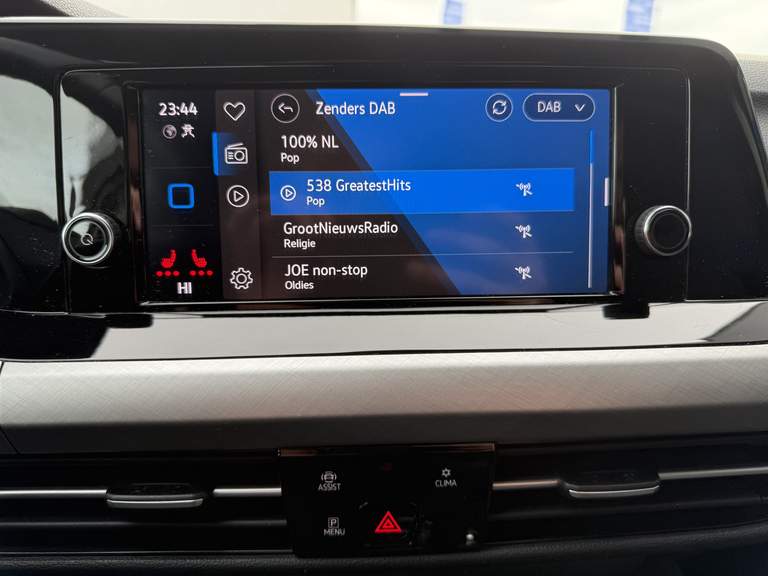 23:44
Zenders DAB
DAB
100% NL
Pop
538 GreatestHits
Pop
GrootNieuwsRadio
Religie
JOE non-stop
Oldies
HI
ASSIST
CLIMA
P
MENU